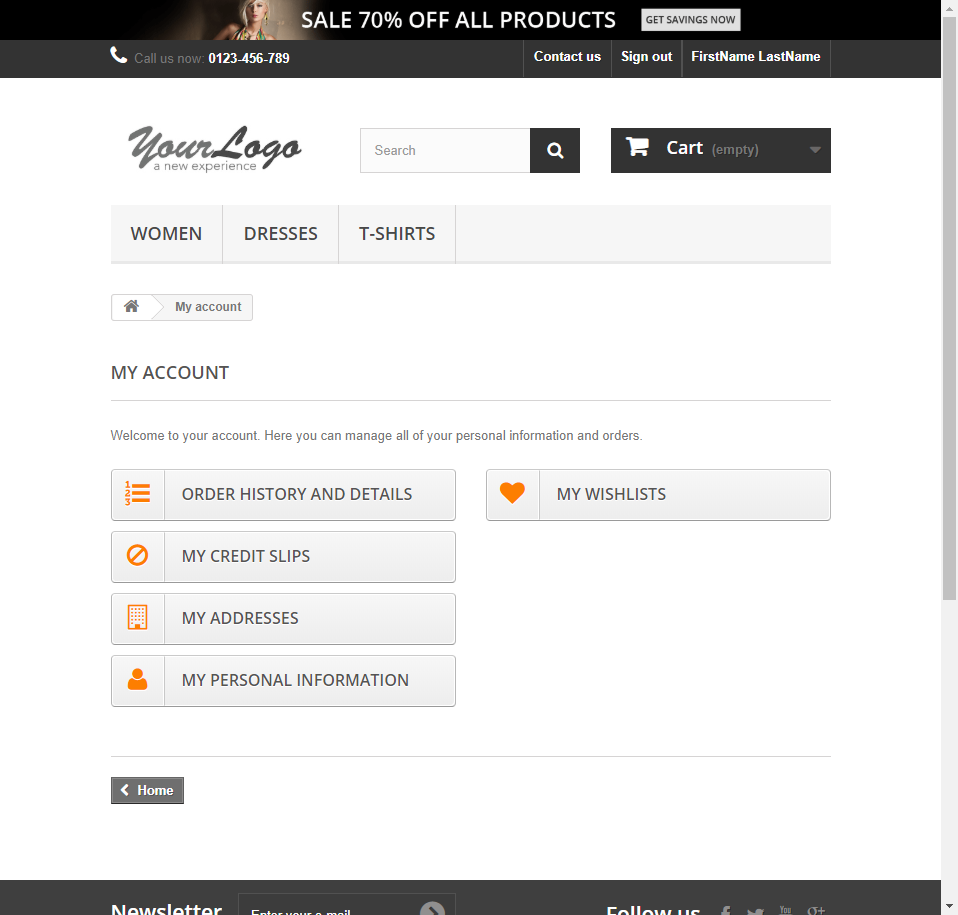 SALE 70% OFF ALL PRODUCTS GET SAVINGS NOW
Call us now: 0123-456-789 Contact us Sign out FirstName LastName
YourLogo
a new experience
Search
Cart (empty)
WOMEN DRESSES T-SHIRTS
My account
MY ACCOUNT
Welcome to your account. Here you can manage all of your personal information and orders.
ORDER HISTORY AND DETAILS
MY WISHLISTS
MY CREDIT SLIPS
MY ADDRESSES
MY PERSONAL INFORMATION
Home
Newsletter Enter your e-mail Follow us